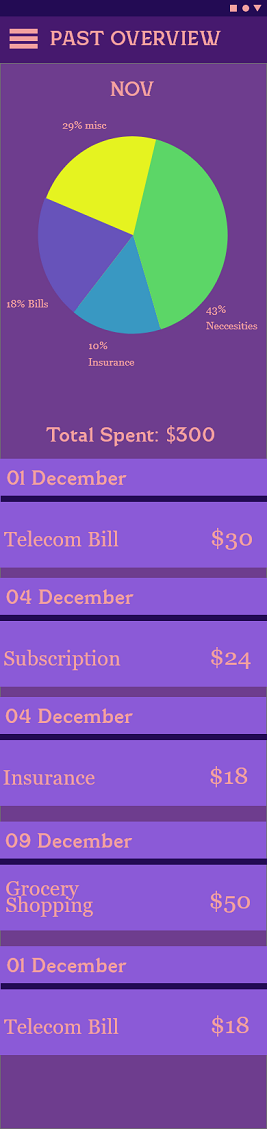 PAST OVERVIEW
NOV
29% misc
18% Bills
43%
Neccesities
10%
Insurance
Total Spent: $300
01 December
Telecom Bill $30
04 December
Subscription $24
04 December
Insurance $18
09 December
Grocery
Shopping $50
01 December
Telecom Bill $18